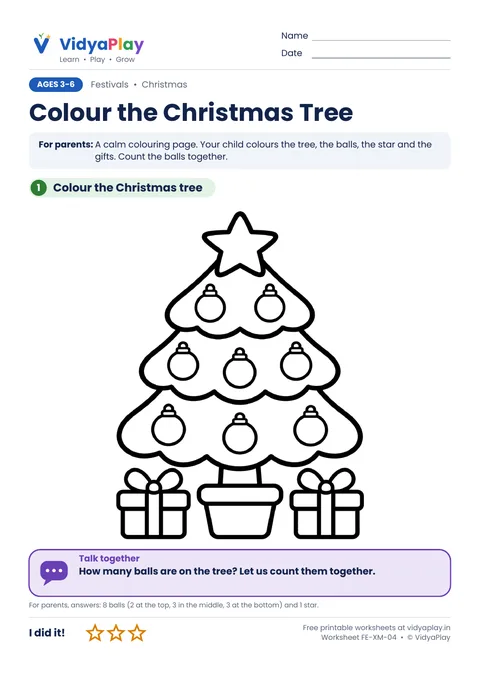 VidyaPlay
Learn • Play • Grow
Name
Date
AGES 3–6 Festivals • Christmas
Colour the Christmas Tree
For parents: A calm colouring page. Your child colours the tree, the balls, the star and the
gifts. Count the balls together.
1 Colour the Christmas tree
Talk together
How many balls are on the tree? Let us count them together.
For parents, answers: 8 balls (2 at the top, 3 in the middle, 3 at the bottom) and 1 star.
I did it!
Free printable worksheets at vidyaplay.in
Worksheet FE-XM-04 • © VidyaPlay